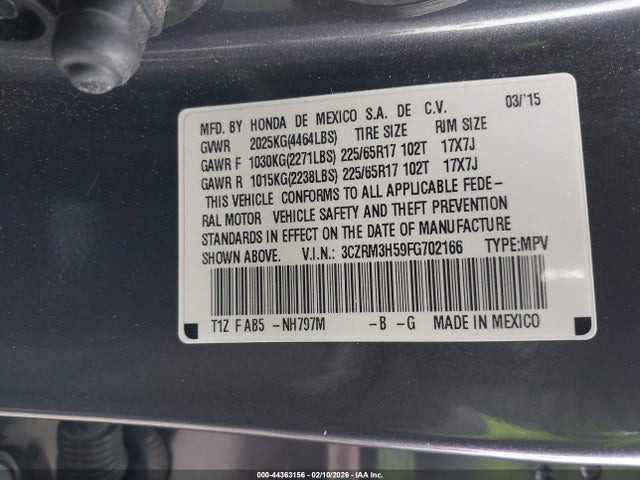 MFD. BY HONDA DE MEXICO S.A. DE C.V. 03/'15
GVWR 2025KG(4464LBS) TIRE SIZE RIM SIZE
GAWR F 1030KG(2271LBS) 225/65R17 102T 17X7J
GAWR R 1015KG(2238LBS) 225/65R17 102T 17X7J
THIS VEHICLE CONFORMS TO ALL APPLICABLE FEDE-
RAL MOTOR VEHICLE SAFETY AND THEFT PREVENTION
STANDARDS IN EFFECT ON THE DATE OF MANUFACTURE
SHOWN ABOVE. V.I.N.: 3CZRM3H59FG702166 TYPE:MPV
T1Z F AB5 -NH797M -B -G MADE IN MEXICO
000-44363156 - 02/10/2026 - IAA Inc.